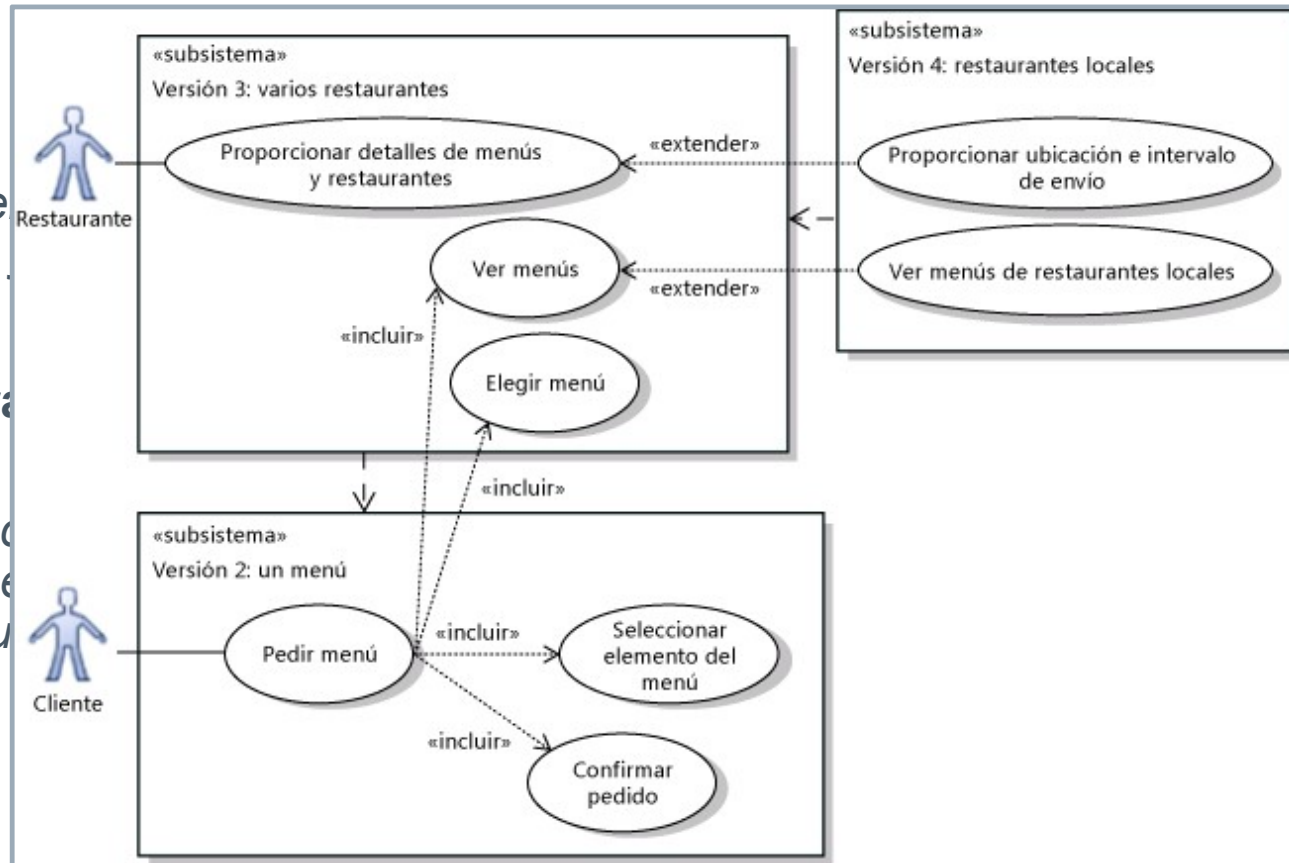 «subsistema»
Versión 3: varios restaurantes
Restaurante
Proporcionar detalles de menús
y restaurantes
«extender»
Ver menús
«extender»
«incluir»
Elegir menú
«incluir»
«subsistema»
Versión 4: restaurantes locales
Proporcionar ubicación e intervalo
de envío
Ver menús de restaurantes locales
«subsistema»
Versión 2: un menú
Cliente
Pedir menú
«incluir»
Seleccionar
elemento del
menú
«incluir»
Confirmar
pedido